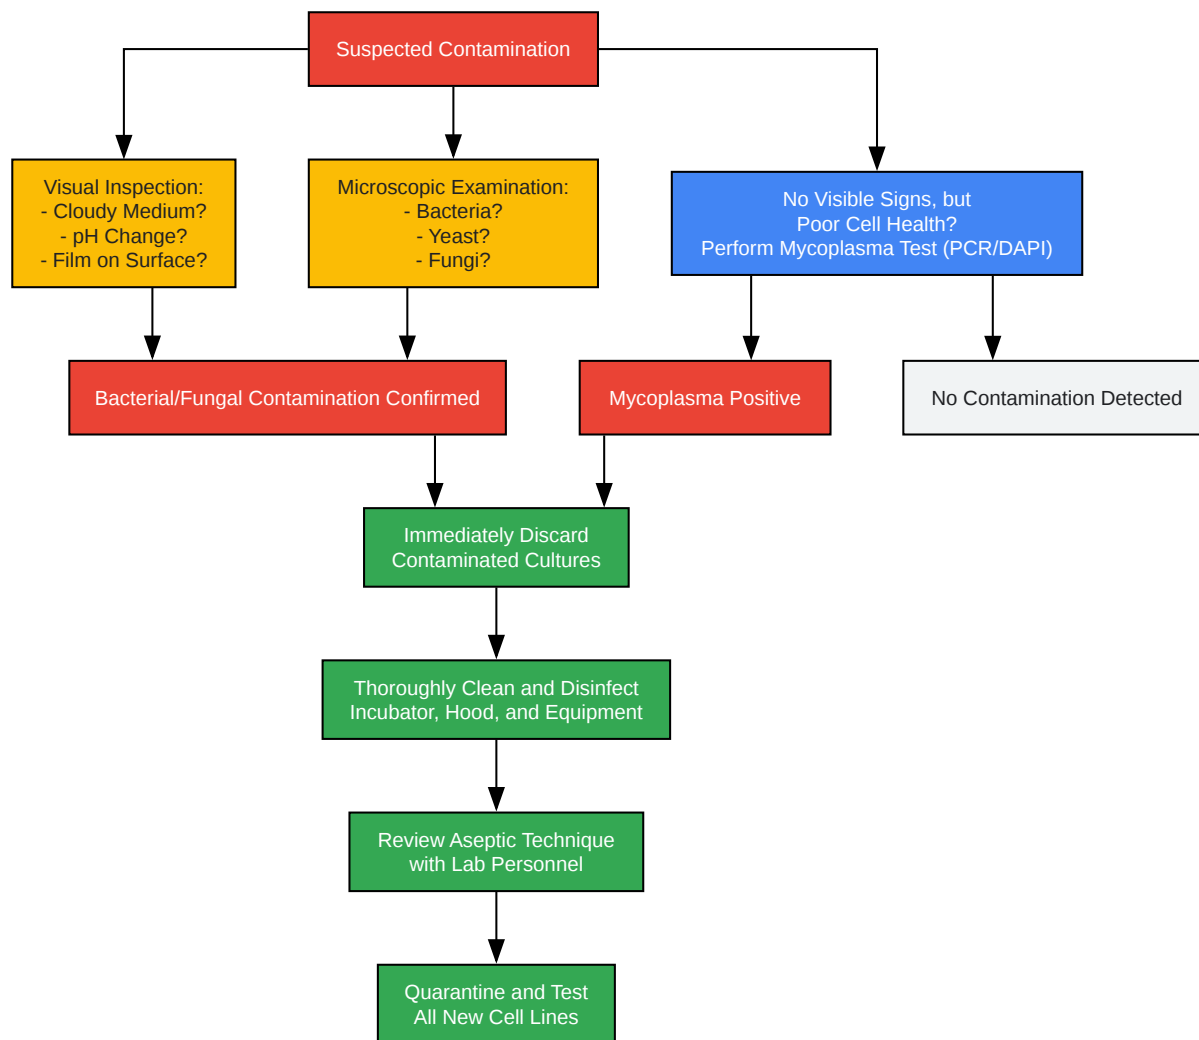 Suspected Contamination
Visual Inspection:
- Cloudy Medium?
- pH Change?
- Film on Surface?
Microscopic Examination:
- Bacteria?
- Yeast?
- Fungi?
No Visible Signs, but
Poor Cell Health?
Perform Mycoplasma Test (PCR/DAPI)
Bacterial/Fungal Contamination Confirmed
Mycoplasma Positive
No Contamination Detected
Immediately Discard
Contaminated Cultures
Thoroughly Clean and Disinfect
Incubator, Hood, and Equipment
Review Aseptic Technique
with Lab Personnel
Quarantine and Test
All New Cell Lines